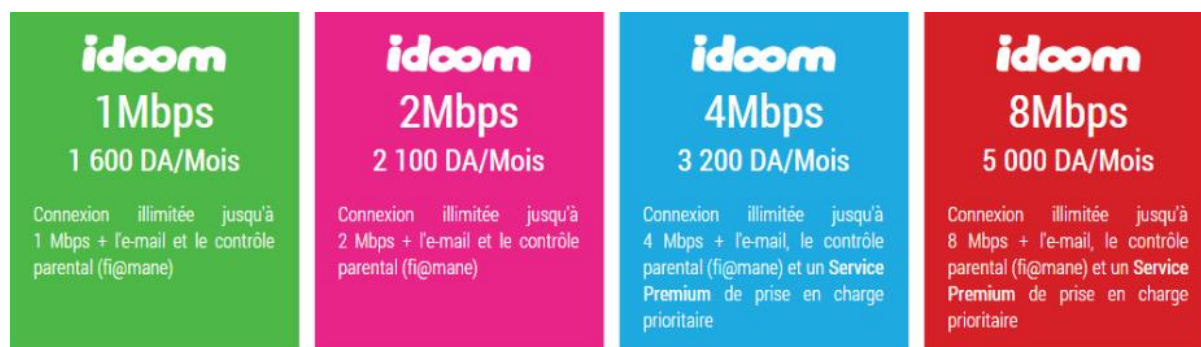 idoom
1Mbps
1 600 DA/Mois
Connexion illimitée jusqu'à
1 Mbps + l'e-mail et le contrôle
parental (fi@mane)
idoom
2Mbps
2 100 DA/Mois
Connexion illimitée jusqu'à
2 Mbps + l'e-mail et le contrôle
parental (fi@mane)
idoom
4Mbps
3 200 DA/Mois
Connexion illimitée jusqu'à
4 Mbps + l'e-mail, le contrôle
parental (fi@mane) et un Service
Premium de prise en charge
prioritaire
idoom
8Mbps
5 000 DA/Mois
Connexion illimitée jusqu'à
8 Mbps + l'e-mail, le contrôle
parental (fi@mane) et un Service
Premium de prise en charge
prioritaire